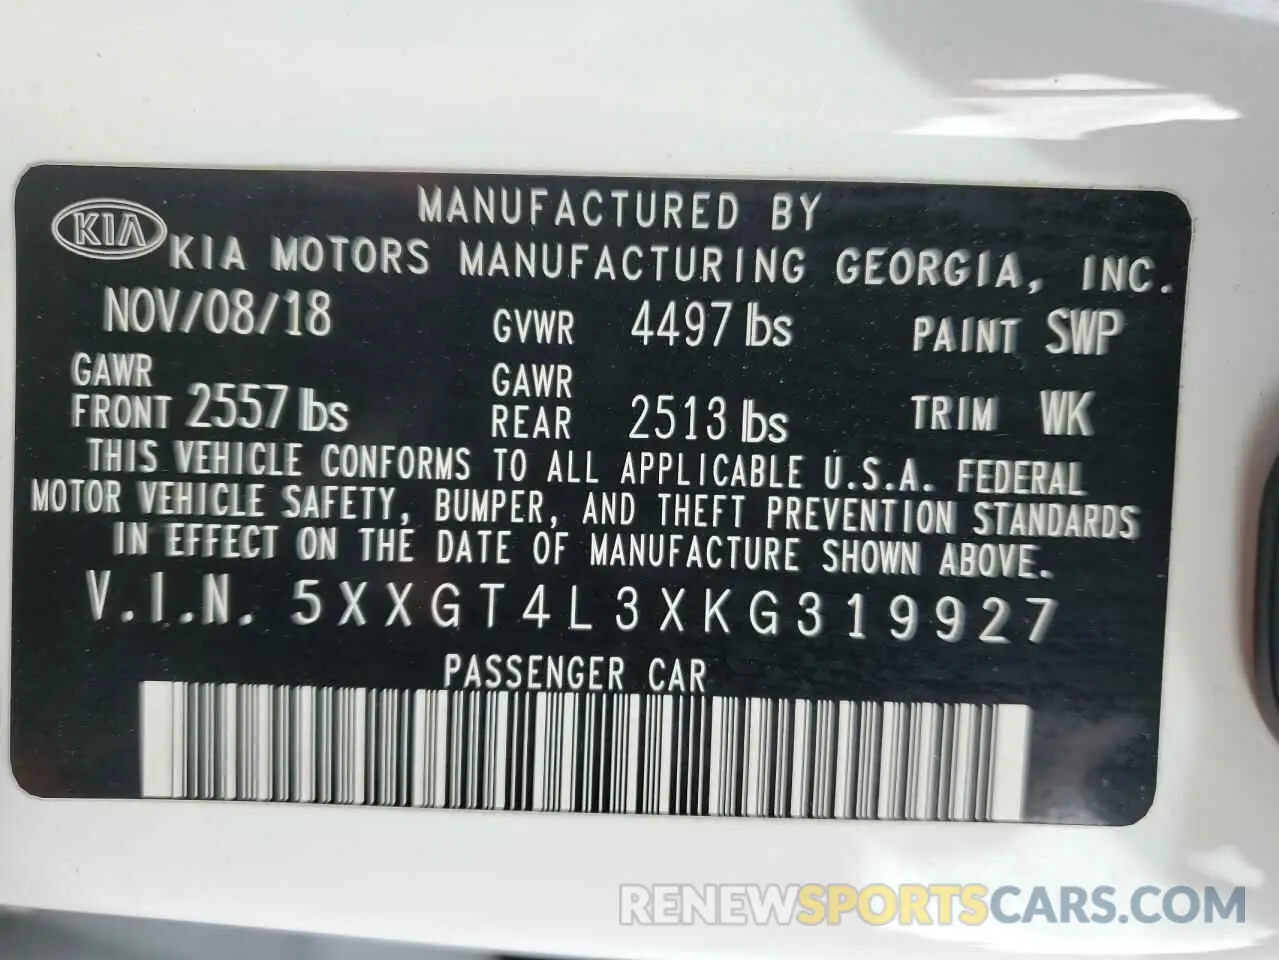 KIA
MANUFACTURED BY
KIA MOTORS MANUFACTURING GEORGIA, INC.
NOV/08/18 GVWR 4497 lbs PAINT SWP
GAWR FRONT 2557 lbs GAWR REAR 2513 lbs TRIM WK
THIS VEHICLE CONFORMS TO ALL APPLICABLE U.S.A. FEDERAL
MOTOR VEHICLE SAFETY, BUMPER, AND THEFT PREVENTION STANDARDS
IN EFFECT ON THE DATE OF MANUFACTURE SHOWN ABOVE.
V.I.N. 5XXGT4L3XKG319927
PASSENGER CAR
RENEWSPORTSCARS.COM